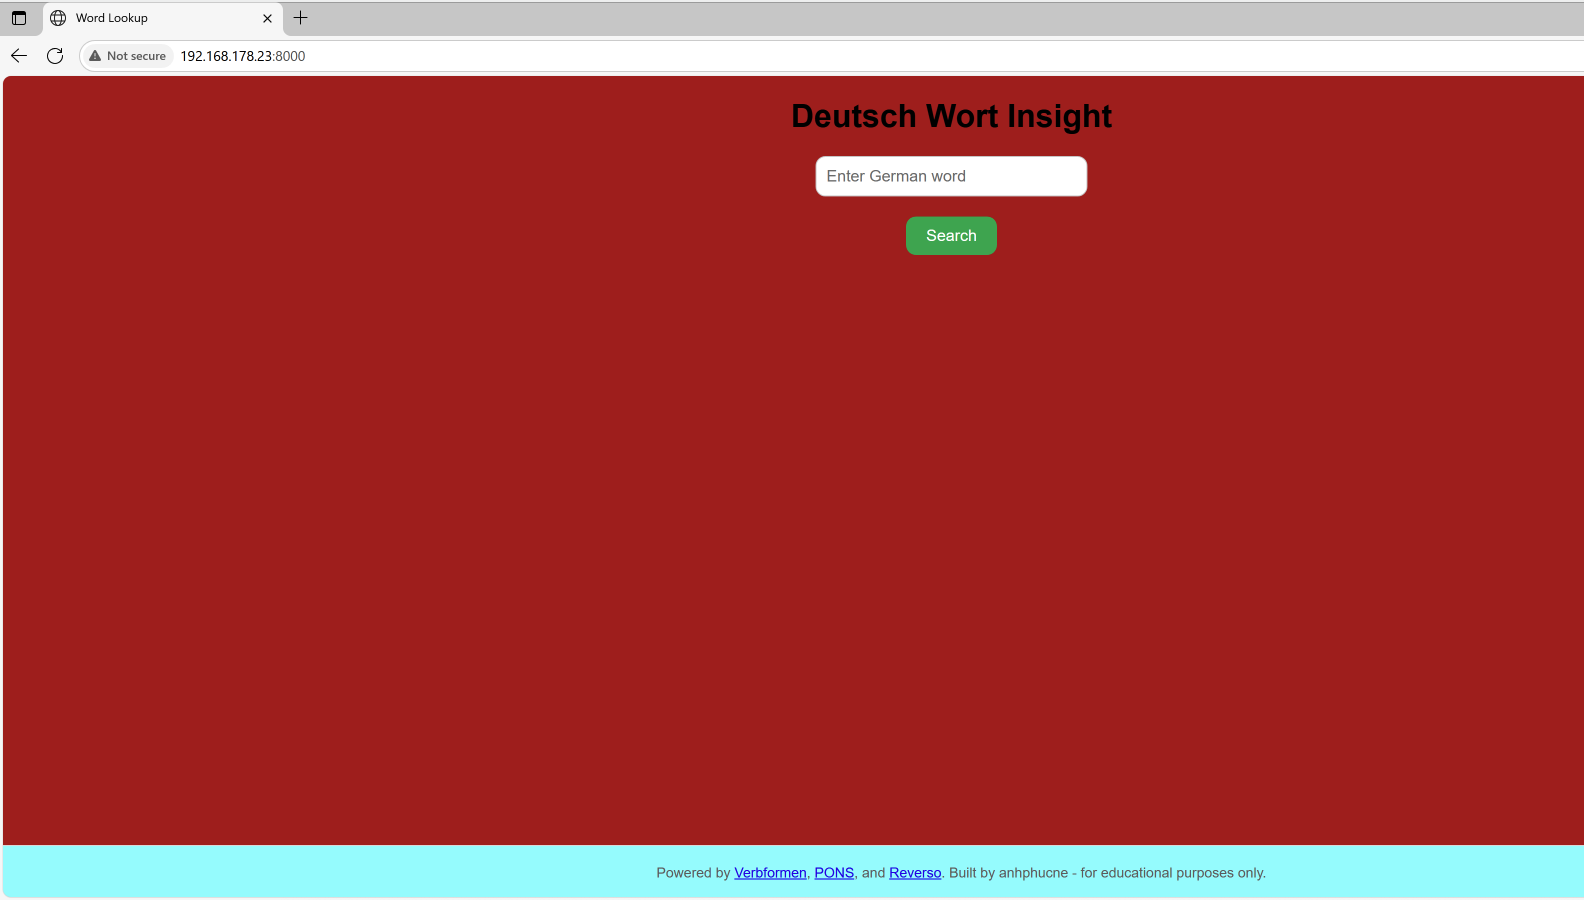 Word Lookup
Not secure 192.168.178.23:8000
Deutsch Wort Insight
Enter German word
Search
Powered by Verbformen, PONS, and Reverso. Built by anhphucne - for educational purposes only.